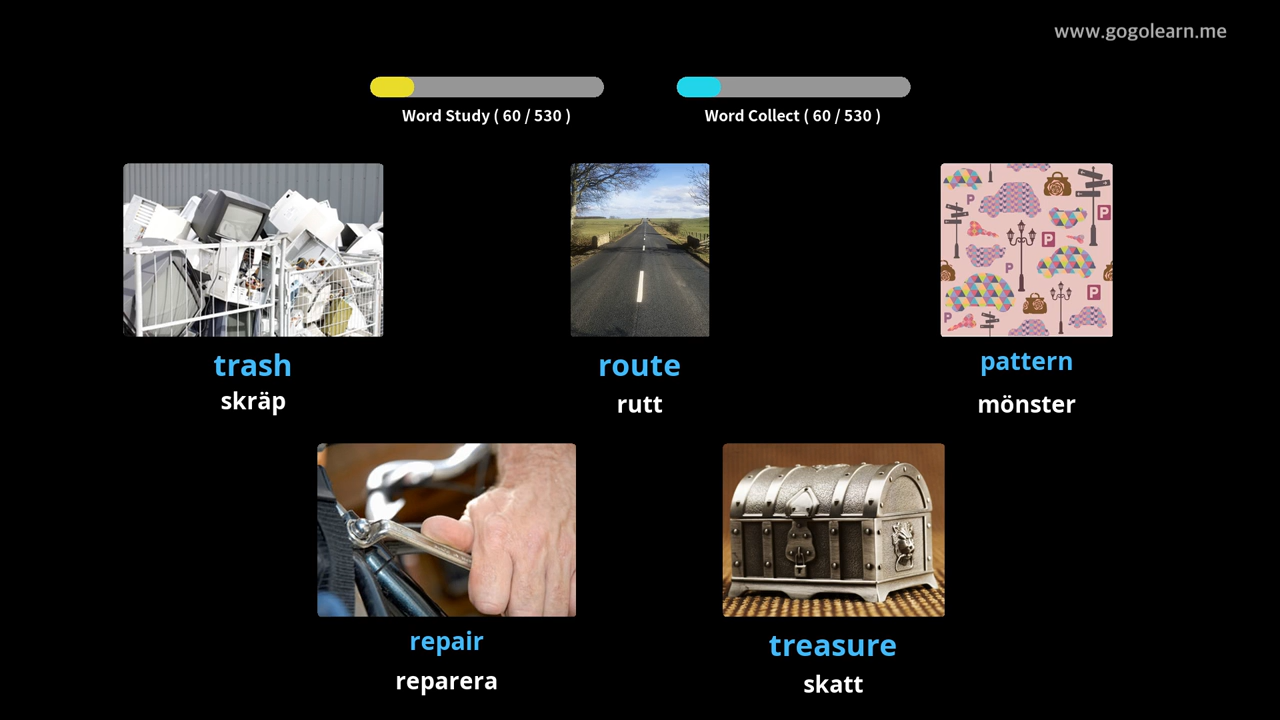 www.gogolearn.me
Word Study ( 60 / 530 )
Word Collect ( 60 / 530 )
trash
skräp
route
rutt
pattern
mönster
P
P
P
P
P
P
repair
reparera
treasure
skatt